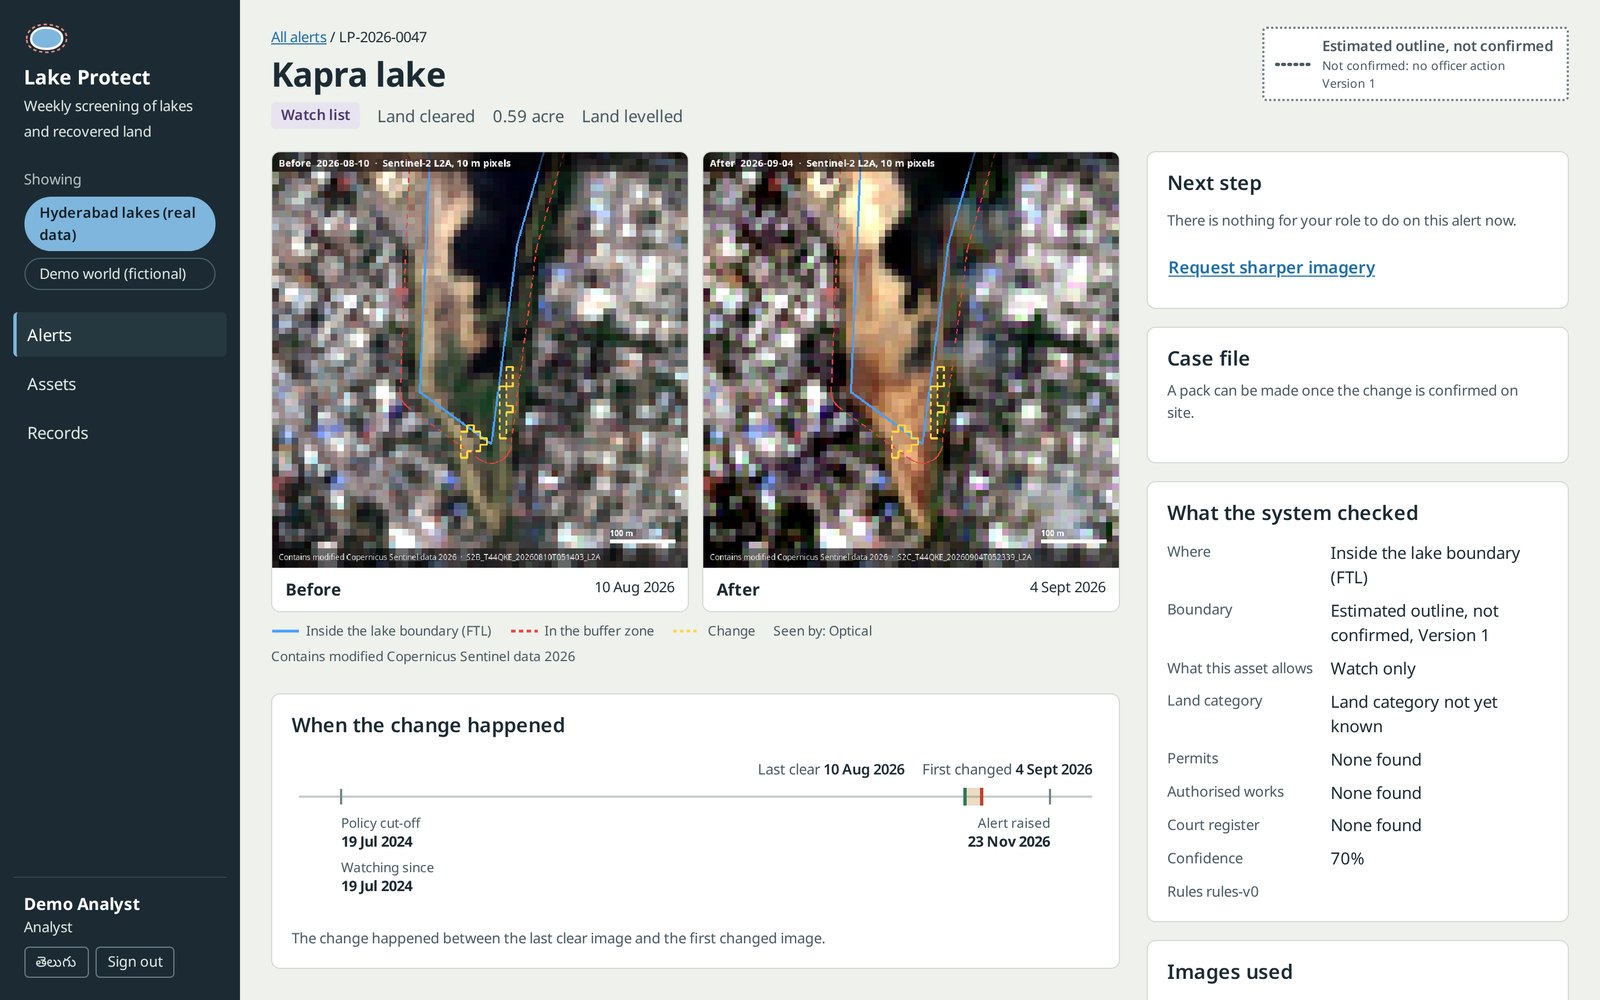 Lake Protect
Weekly screening of lakes
and recovered land
Showing
Hyderabad lakes (real
data)
Demo world (fictional)
Alerts
Assets
Records
Demo Analyst
Analyst
తెలుగు
Sign out
All alerts / LP-2026-0047
Kapra lake
Watch list Land cleared 0.59 acre Land levelled
Estimated outline, not confirmed
Not confirmed: no officer action
Version 1
Before 2026-08-10 · Sentinel-2 L2A, 10 m pixels
100 m
Contains modified Copernicus Sentinel data 2026 · S2B_T44QKE_20260810T051403_L2A
Before 10 Aug 2026
After 2026-09-04 · Sentinel-2 L2A, 10 m pixels
100 m
Contains modified Copernicus Sentinel data 2026 · S2C_T44QKE_20260904T052339_L2A
After 4 Sept 2026
Inside the lake boundary (FTL) In the buffer zone Change Seen by: Optical
Contains modified Copernicus Sentinel data 2026
When the change happened
Last clear 10 Aug 2026 First changed 4 Sept 2026
Policy cut-off
19 Jul 2024
Watching since
19 Jul 2024
Alert raised
23 Nov 2026
The change happened between the last clear image and the first changed image.
Next step
There is nothing for your role to do on this alert now.
Request sharper imagery
Case file
A pack can be made once the change is confirmed on
site.
What the system checked
Where Inside the lake boundary
(FTL)
Boundary Estimated outline, not
confirmed, Version 1
What this asset allows Watch only
Land category Land category not yet
known
Permits None found
Authorised works None found
Court register None found
Confidence 70%
Rules rules-v0
Images used